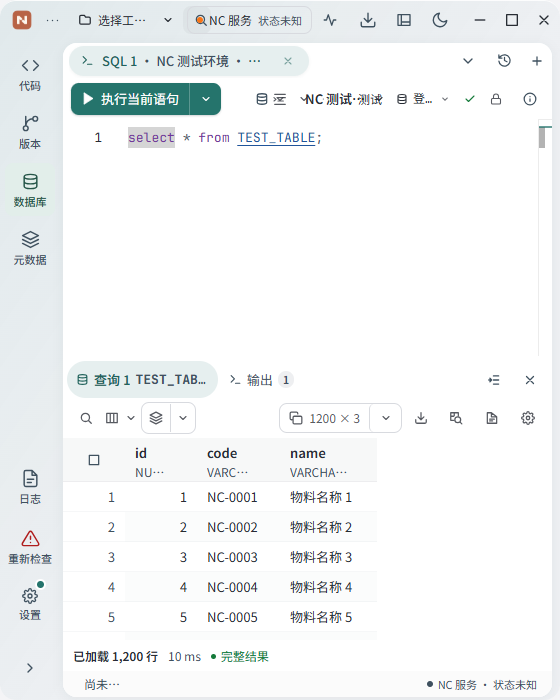 N ··· 选择工… NC 服务 状态未知
代码
版本
数据库
元数据
日志
重新检查
设置
SQL 1 · NC 测试环境 · …
执行当前语句 NC 测试·测试 登…
1 select * from TEST_TABLE;
查询 1 TEST_TAB… 输出 1
1200 × 3
id code name
NU… VARC… VARCHA…
1 1 NC-0001 物料名称 1
2 2 NC-0002 物料名称 2
3 3 NC-0003 物料名称 3
4 4 NC-0004 物料名称 4
5 5 NC-0005 物料名称 5
已加载 1,200 行 10 ms 完整结果
尚未… NC 服务 · 状态未知